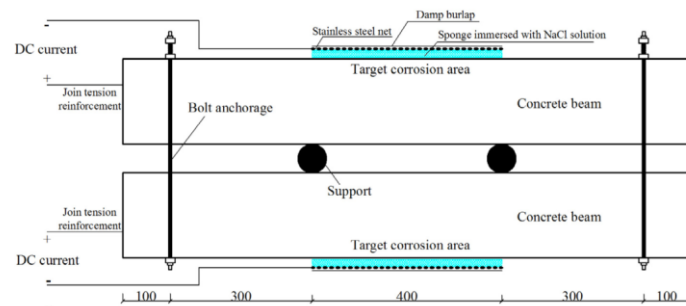 -
Damp burlap
Stainless steel net
Sponge immersed with NaCl solution
DC current
+
Target corrosion area
Join tension
reinforcement
Bolt anchorage
Concrete beam
Support
Join tension
reinforcement
Concrete beam
+
Target corrosion area
DC current
-
100 300 400 300 100